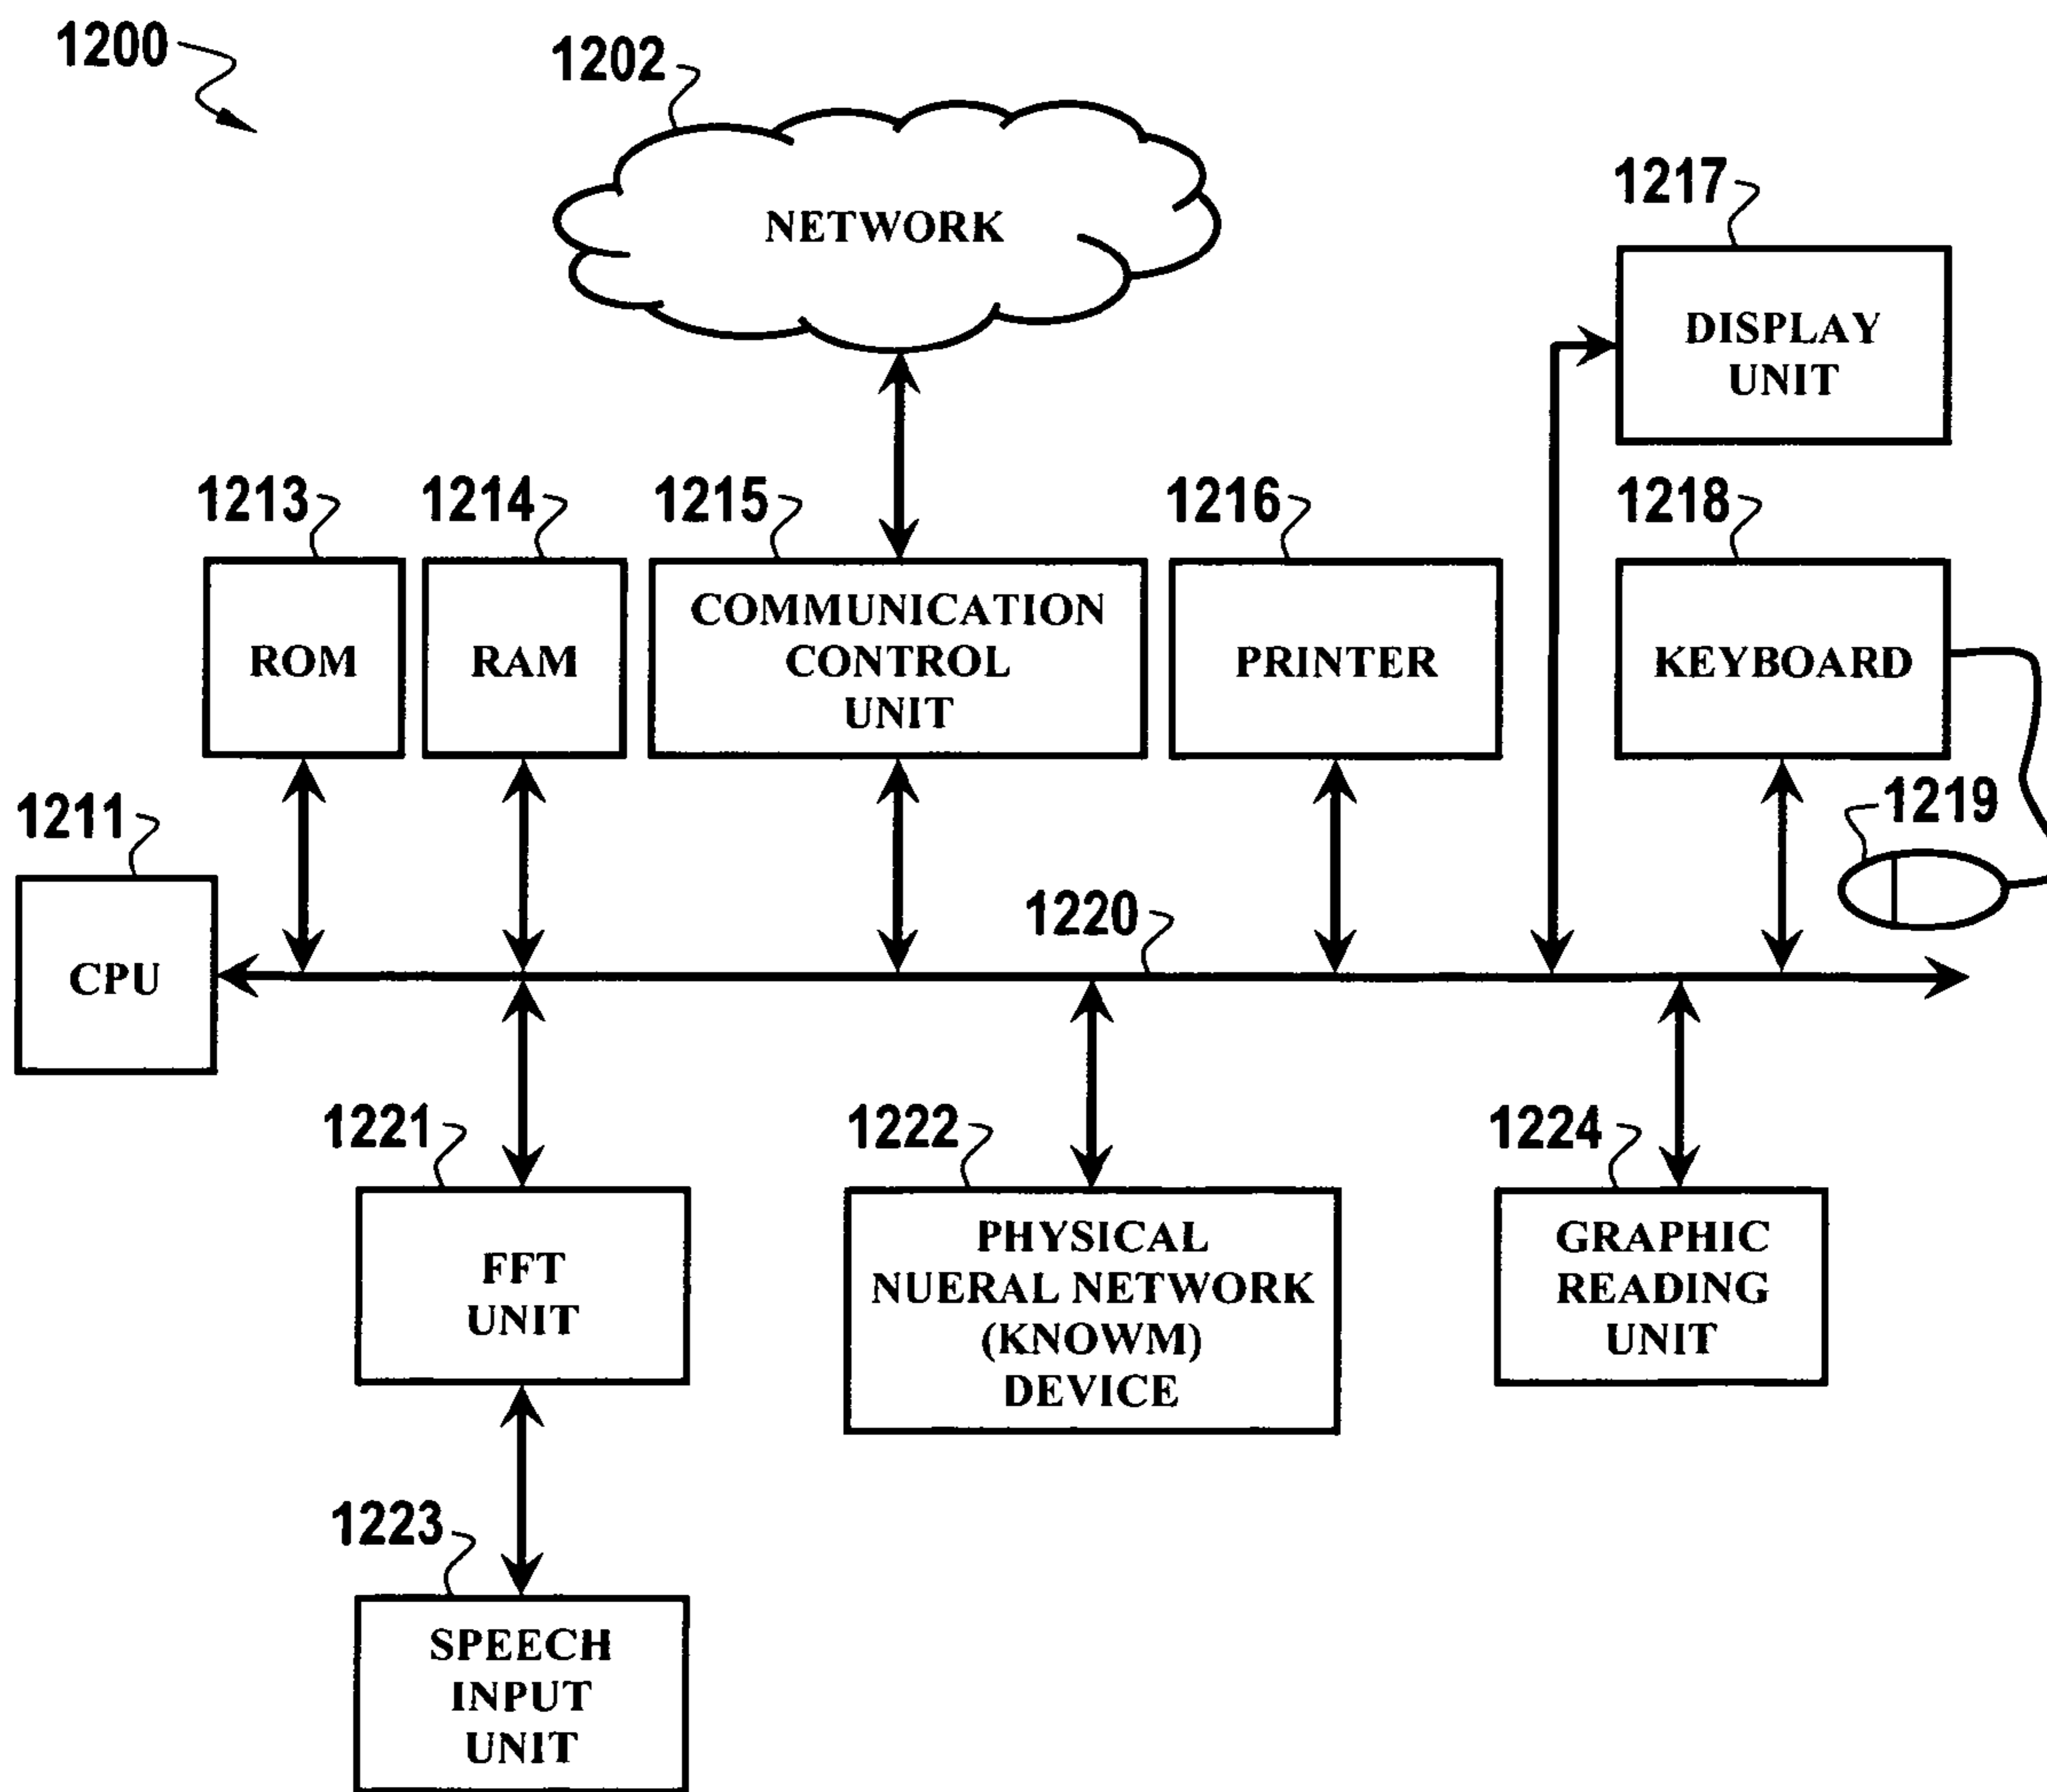 1200
1202
NETWORK
1217
DISPLAY
UNIT
1213
1214
1215
1216
1218
ROM
RAM
COMMUNICATION
CONTROL
UNIT
PRINTER
KEYBOARD
1211
1219
CPU
1220
1221
1222
1224
FFT
UNIT
PHYSICAL
NUERAL NETWORK
(KNOWM)
DEVICE
GRAPHIC
READING
UNIT
1223
SPEECH
INPUT
UNIT